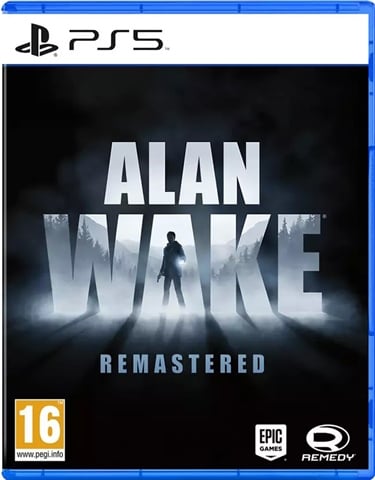 PS5
ALAN
WAKE®
REMASTERED
16
www.pegi.info
EPIC
GAMES
REMEDY®